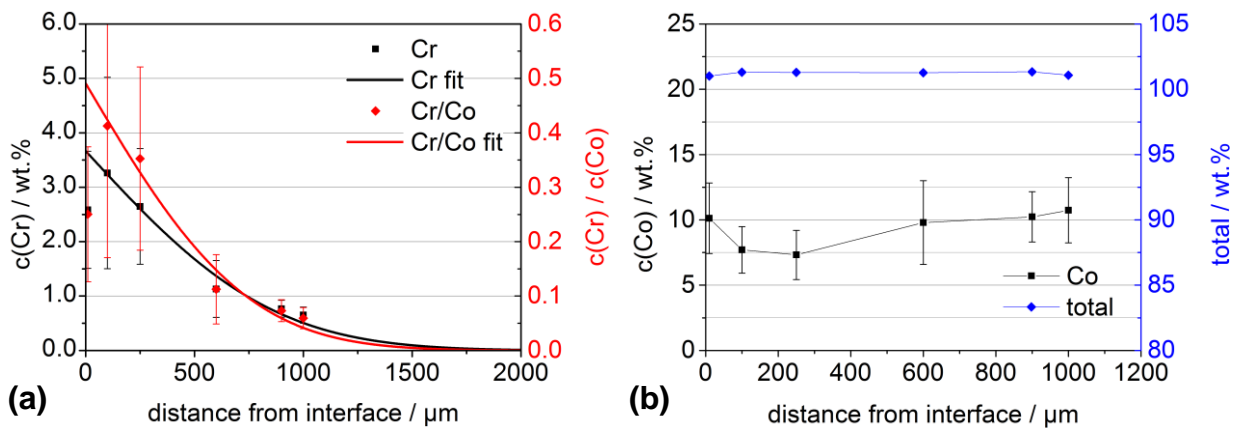 6.0
5.0
4.0
3.0
2.0
1.0
0.0
c(Cr) / wt.%
0.6
0.5
0.4
0.3
0.2
0.1
0.0
c(Cr) / c(Co)
Cr
Cr fit
Cr/Co
Cr/Co fit
0
500
1000
1500
2000
distance from interface / µm
(a)
25
20
15
10
5
0
c(Co) / wt.%
105
100
95
90
85
80
total / wt.%
Co
total
0
200
400
600
800
1000
1200
distance from interface / µm
(b)